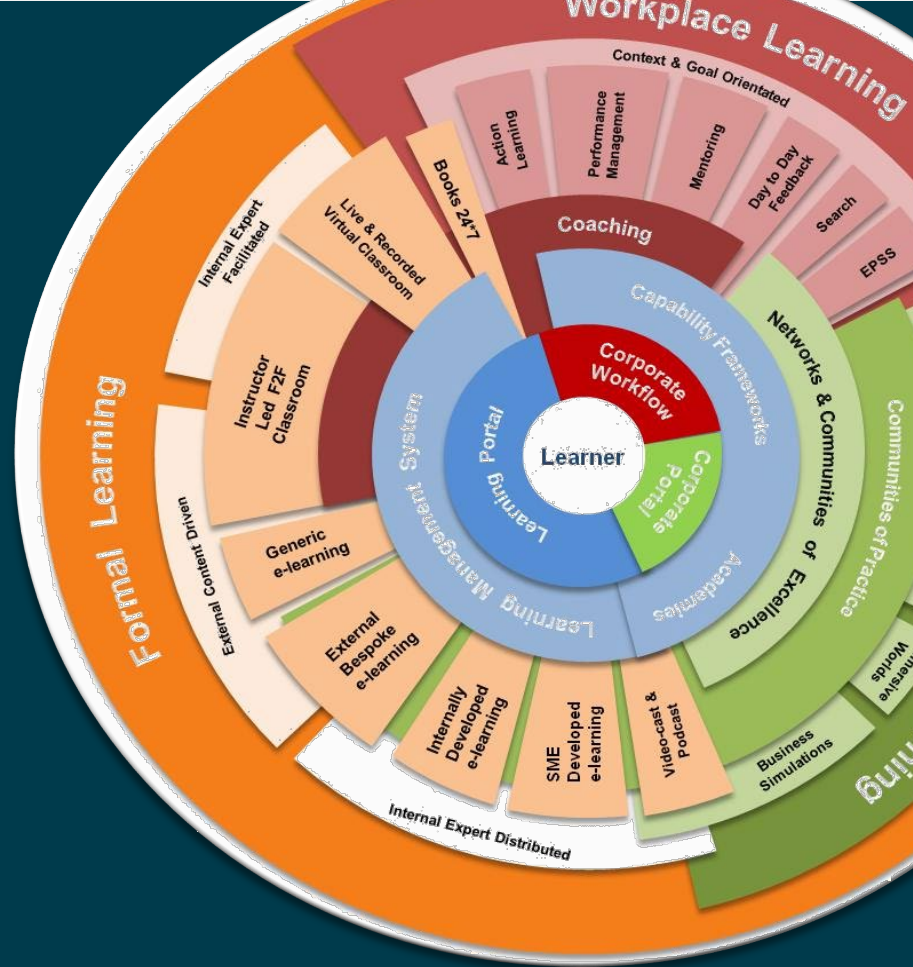 Workplace Learning
Context & Goal Orientated
Action
Learning
Performance
Management
Mentoring
Day to Day
Feedback
Search
EPSS
Coaching
Books 24*7
Live & Recorded
Virtual Classroom
Internal Expert
Facilitated
Instructor
Led F2F
Classroom
Formal Learning
External Content Driven
Generic
e-learning
External
Bespoke
e-learning
Internally
Developed
e-learning
SME
Developed
e-learning
Video-cast &
Podcast
Internal Expert Distributed
Business
Simulations
Worlds
Communities of Practice
Networks & Communities of Excellence
Capability Frameworks
Academies
Learning Management System
Learning Portal
Corporate
Workflow
Corporate
Portal
Learner